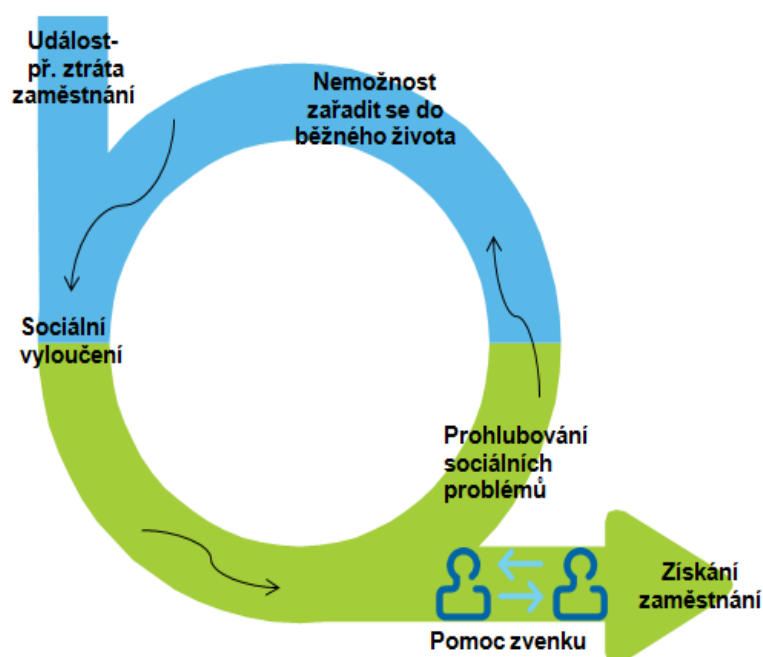 Událost-
př. ztráta
zaměstnání
Nemožnost
zařadit se do
běžného života
Sociální
vyloučení
Prohlubování
sociálních
problémů
Získání
zaměstnání
Pomoc zvenku